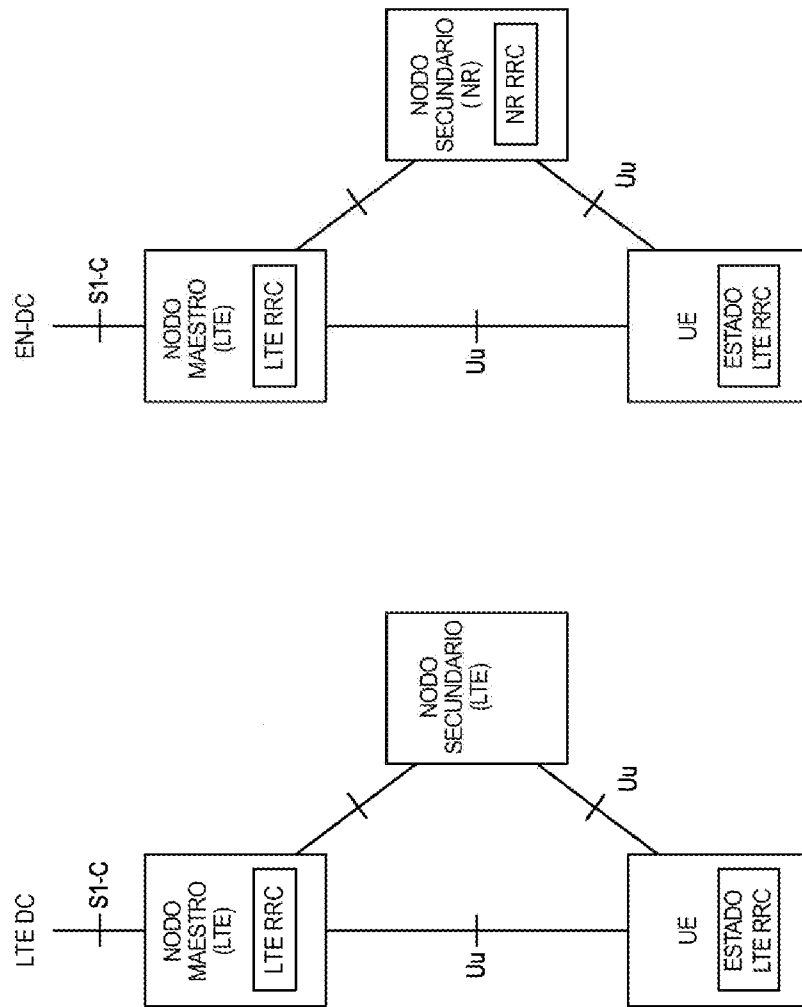 LTE DC
S1-C
NODO
MAESTRO
(LTE)
LTE RRC
NODO
SECUNDARIO
(LTE)
Uu
Uu
UE
ESTADO
LTE RRC
EN-DC
S1-C
NODO
MAESTRO
(LTE)
LTE RRC
NODO
SECUNDARIO
(NR)
NR RRC
Uu
Uu
UE
ESTADO
LTE RRC